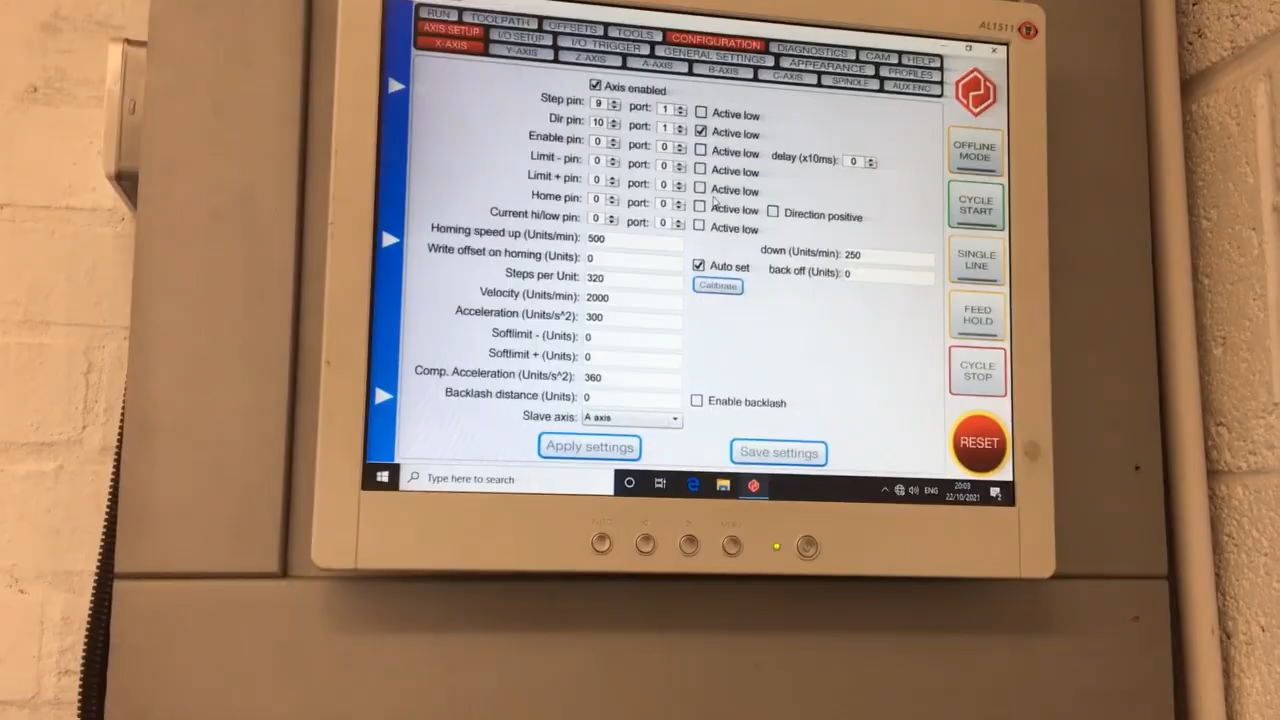 AL1511
RUN TOOLPATH OFFSETS TOOLS CONFIGURATION DIAGNOSTICS CAM HELP
AXIS SETUP I/O SETUP I/O TRIGGER GENERAL SETTINGS APPEARANCE PROFILES
X-AXIS Y-AXIS Z-AXIS A-AXIS B-AXIS C-AXIS SPINDLE AUX ENC
Axis enabled
Step pin: 9 port: 1 Active low
Dir pin: 10 port: 1 Active low
Enable pin: 0 port: 0 Active low delay (x10ms): 0
Limit - pin: 0 port: 0 Active low
Limit + pin: 0 port: 0 Active low
Home pin: 0 port: 0 Active low Direction positive
Current hi/low pin: 0 port: 0 Active low
Homing speed up (Units/min): 500 down (Units/min): 250
Write offset on homing (Units): 0 Auto set back off (Units): 0
Steps per Unit: 320 Calibrate
Velocity (Units/min): 2000
Acceleration (Units/s^2): 300
Softlimit - (Units): 0
Softlimit + (Units): 0
Comp. Acceleration (Units/s^2): 360
Backlash distance (Units): 0 Enable backlash
Slave axis: A axis
Apply settings Save settings
OFFLINE
MODE
CYCLE
START
SINGLE
LINE
FEED
HOLD
CYCLE
STOP
RESET
Type here to search
ENG
20:03
22/10/2021
2